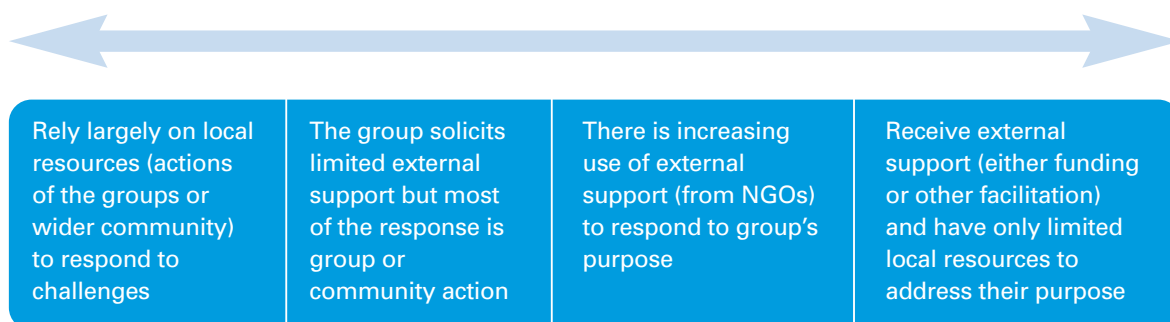 Rely largely on local
resources (actions
of the groups or
wider community)
to respond to
challenges
The group solicits
limited external
support but most
of the response is
group or
community action
There is increasing
use of external
support (from NGOs)
to respond to group’s
purpose
Receive external
support (either funding
or other facilitation)
and have only limited
local resources to
address their purpose